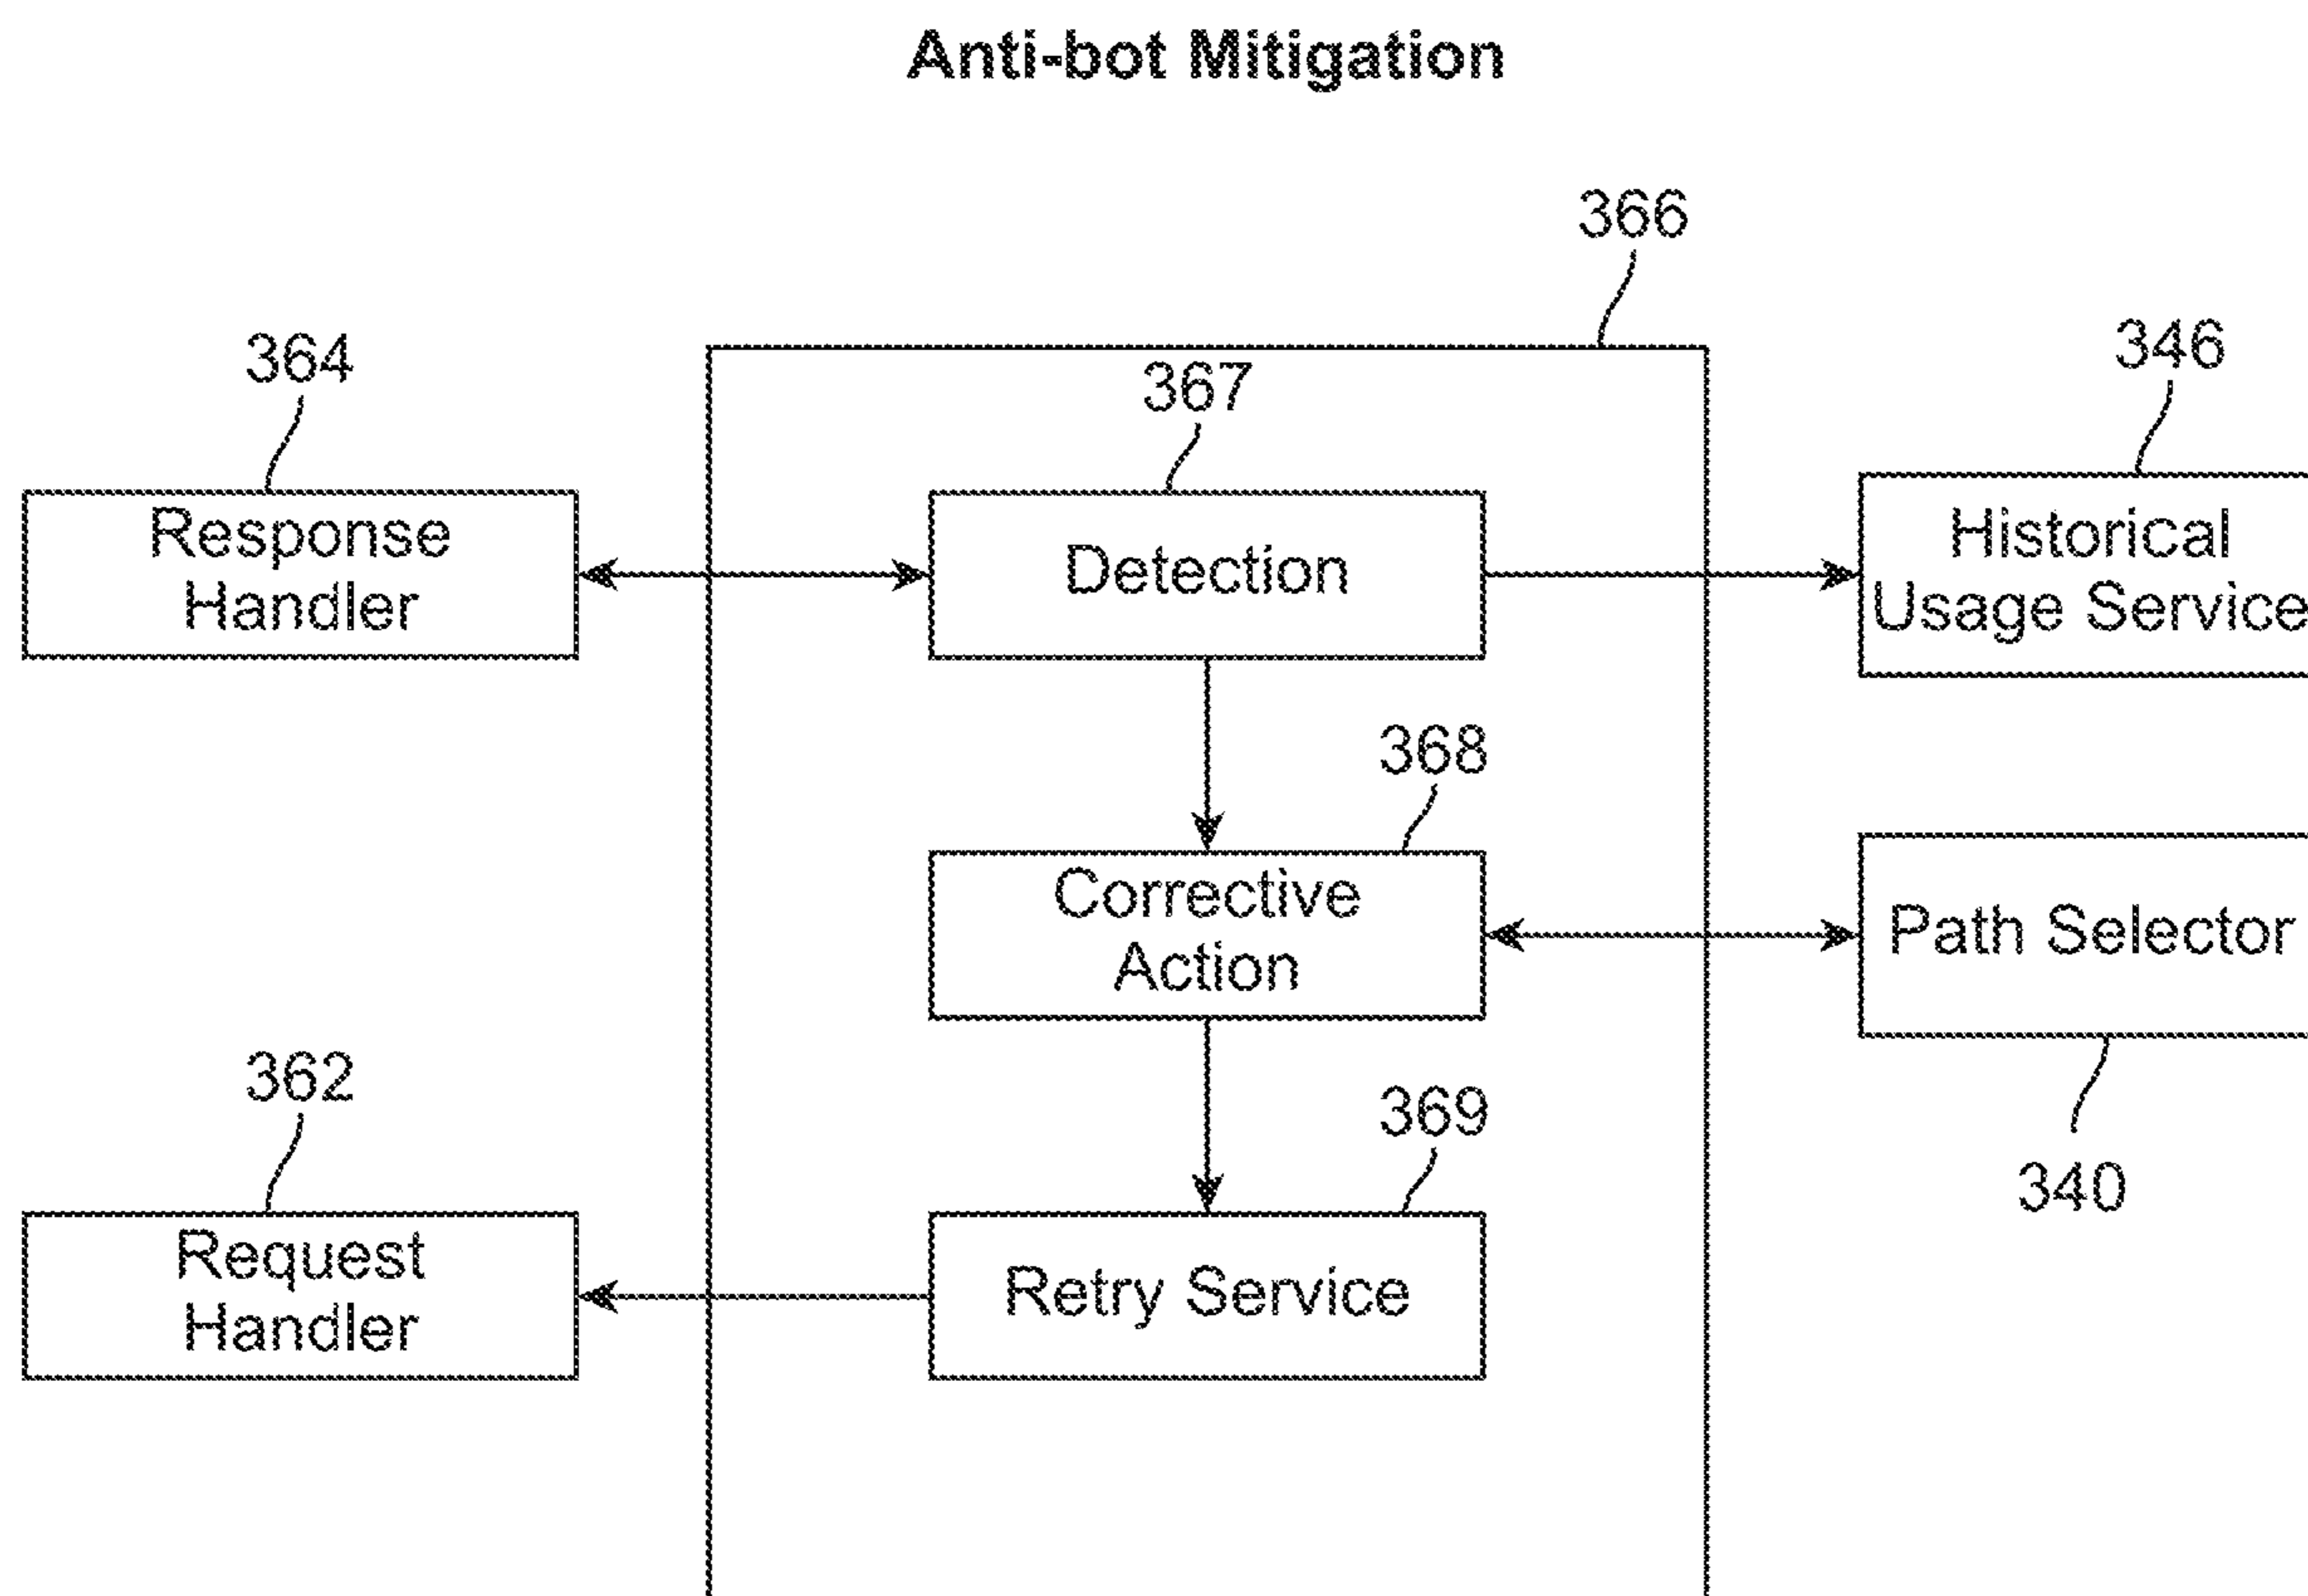 Anti-bot Mitigation
366
364
367
346
Response
Handler
Detection
Historical
Usage Service
368
Corrective
Action
Path Selector
362
369
340
Request
Handler
Retry Service